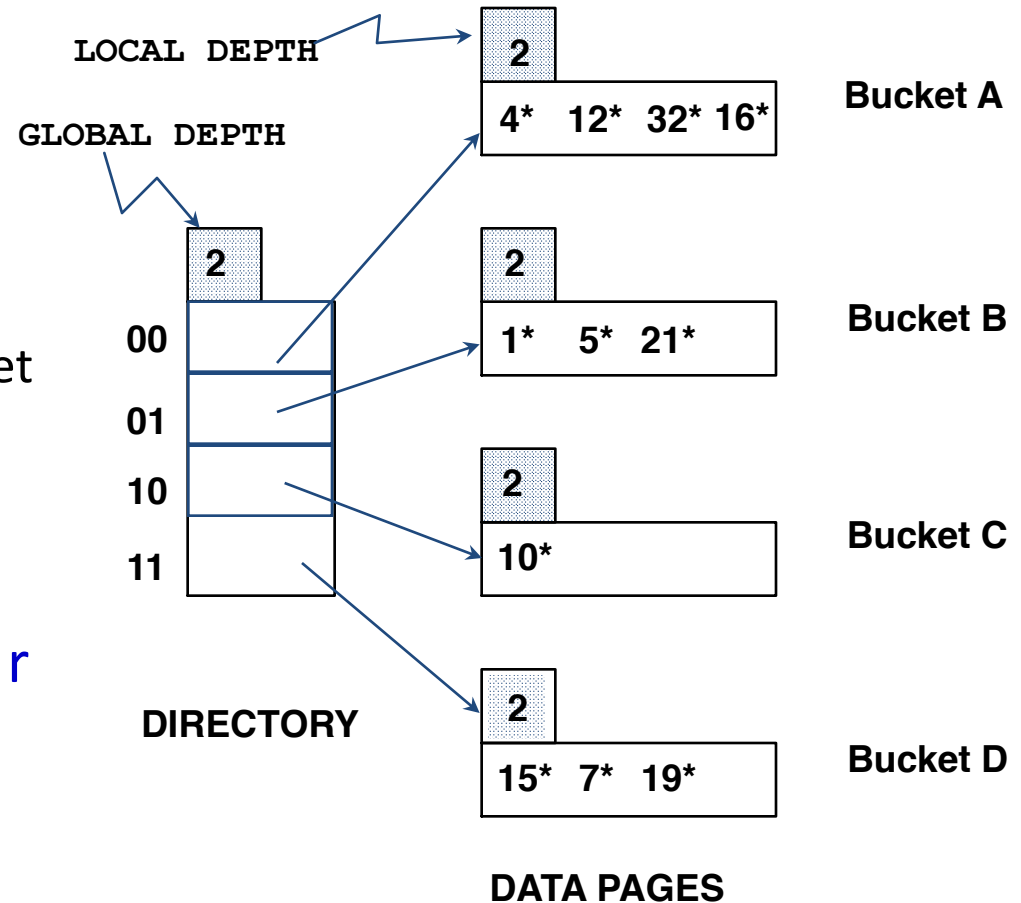 LOCAL DEPTH
2
4* 12* 32* 16*
Bucket A
GLOBAL DEPTH
2
2
1* 5* 21*
Bucket B
00
et
01
10
11
2
10*
Bucket C
r
DIRECTORY
2
15* 7* 19*
Bucket D
DATA PAGES